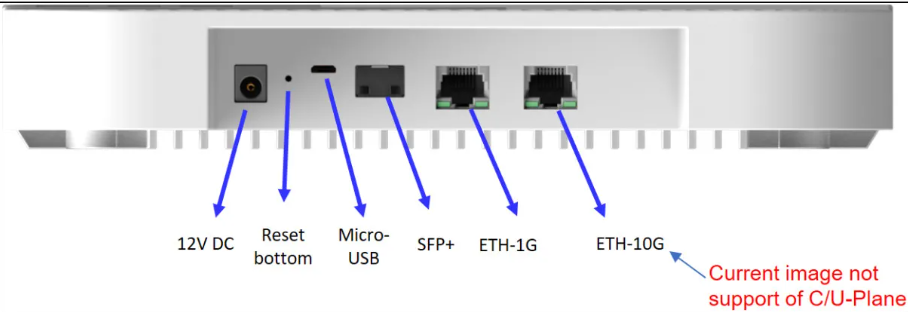 12V DC
Reset
bottom
Micro-
USB
SFP+
ETH-1G
ETH-10G
Current image not
support of C/U-Plane